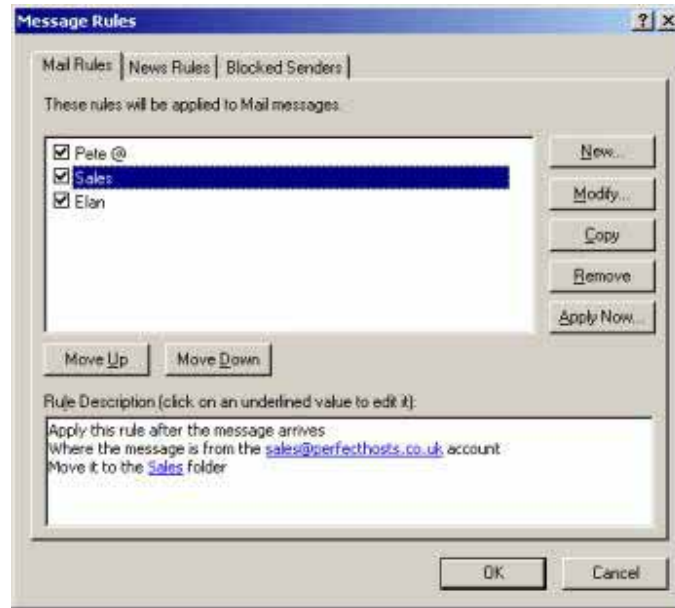 Message Rules
Mail Rules News Rules Blocked Senders
These rules will be applied to Mail messages.
Pete @
Sales
Elan
New...
Modify...
Copy
Remove
Apply Now...
Move Up Move Down
Rule Description (click on an underlined value to edit it):
Apply this rule after the message arrives
Where the message is from the sales@perfecthosts.co.uk account
Move it to the Sales folder
OK Cancel